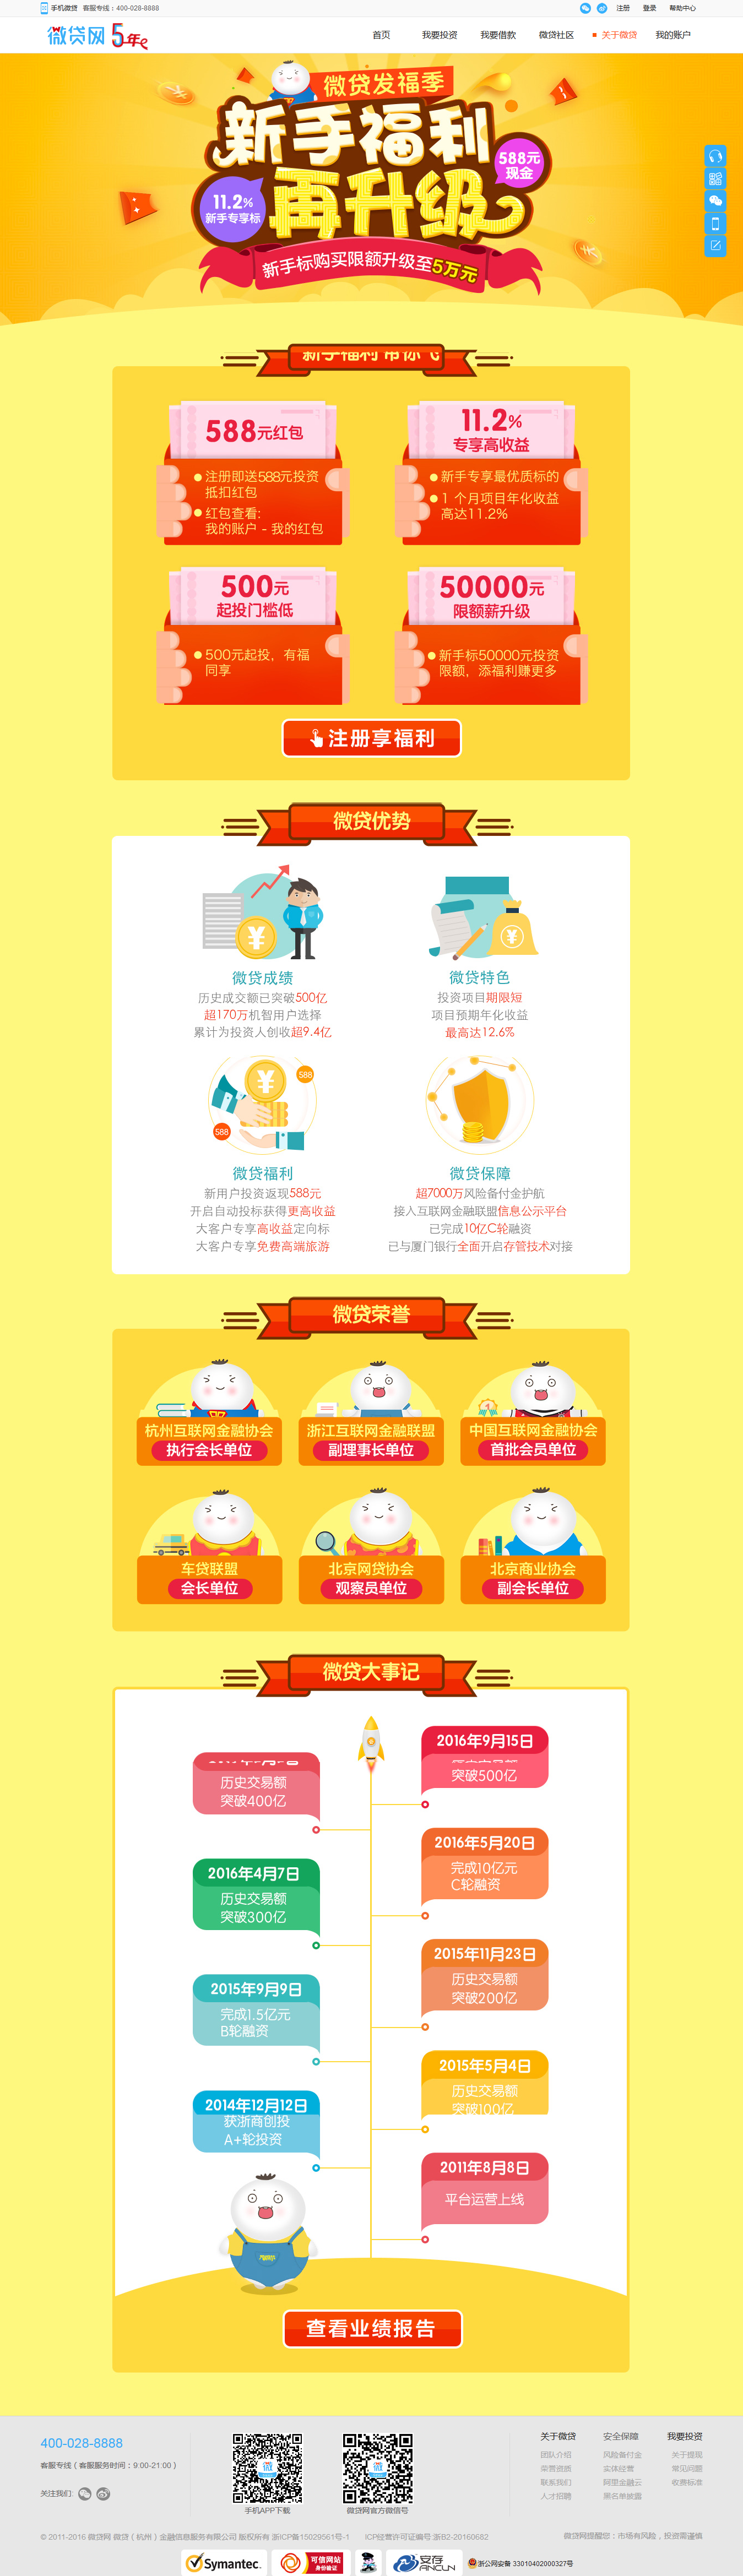 手机微贷 客服专线：400-028-8888
注册 登录 帮助中心
微贷网 5年
首页 我要投资 我要借款 微贷社区 关于微贷 我的账户
微贷发福季
新手福利
再升级
588元
现金
11.2%
新手专享标
新手标购买限额升级至5万元
新手福利 带你飞
588元红包
注册即送588元投资
抵扣红包
红包查看：
我的账户 - 我的红包
11.2%
专享高收益
新手专享最优质标的
1 个月项目年化收益
高达11.2%
500元
起投门槛低
500元起投，有福
同享
50000元
限额薪升级
新手标50000元投资
限额，添福利赚更多
注册享福利
微贷优势
微贷成绩
历史成交额已突破500亿
超170万机智用户选择
累计为投资人创收超9.4亿
微贷特色
投资项目期限短
项目预期年化收益
最高达12.6%
588
588
微贷福利
新用户投资返现588元
开启自动投标获得更高收益
大客户专享高收益定向标
大客户专享免费高端旅游
微贷保障
超7000万风险备付金护航
接入互联网金融联盟信息公示平台
已完成10亿C轮融资
已与厦门银行全面开启存管技术对接
微贷荣誉
杭州互联网金融协会
执行会长单位
浙江互联网金融联盟
副理事长单位
中国互联网金融协会
首批会员单位
车贷联盟
会长单位
北京网贷协会
观察员单位
北京商业协会
副会长单位
微贷大事记
2016年9月15日
历史交易额
突破500亿
历史交易额
突破400亿
2016年5月20日
完成10亿元
C轮融资
2016年4月7日
历史交易额
突破300亿
2015年11月23日
历史交易额
突破200亿
2015年9月9日
完成1.5亿元
B轮融资
2015年5月4日
历史交易额
突破100亿
2014年12月12日
获浙商创投
A+轮投资
2011年8月8日
平台运营上线
查看业绩报告
400-028-8888
客服专线（客服服务时间：9:00-21:00）
关注我们：
手机APP下载
微贷网官方微信号
关于微贷 安全保障 我要投资
团队介绍 风险备付金 关于提现
荣誉资质 实体经营 常见问题
联系我们 阿里金融云 收费标准
人才招聘 黑名单披露
© 2011-2016 微贷网 微贷（杭州）金融信息服务有限公司 版权所有 浙ICP备15029561号-1 ICP经营许可证编号 浙B2-20160682
微贷网提醒您：市场有风险，投资需谨慎
Symantec.
可信网站
身份验证
安存
ANCUN
浙公网安备 33010402000327号